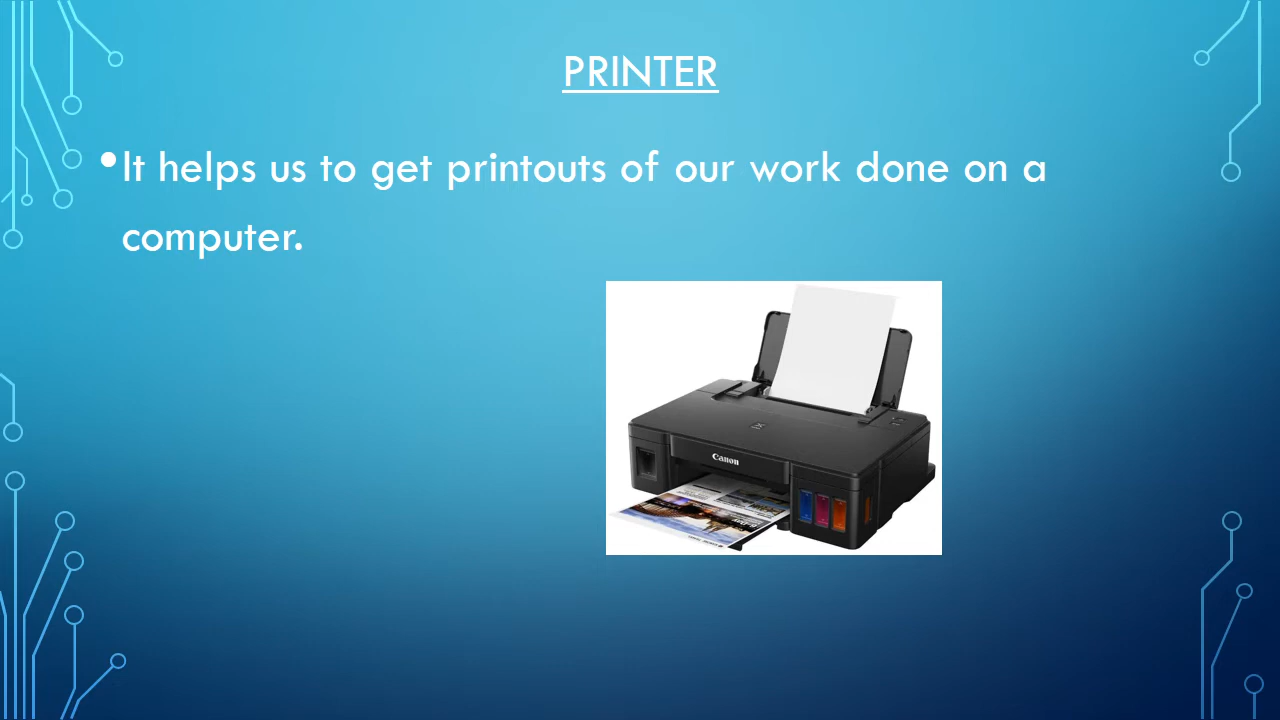 PRINTER
•It helps us to get printouts of our work done on a
computer.
Canon